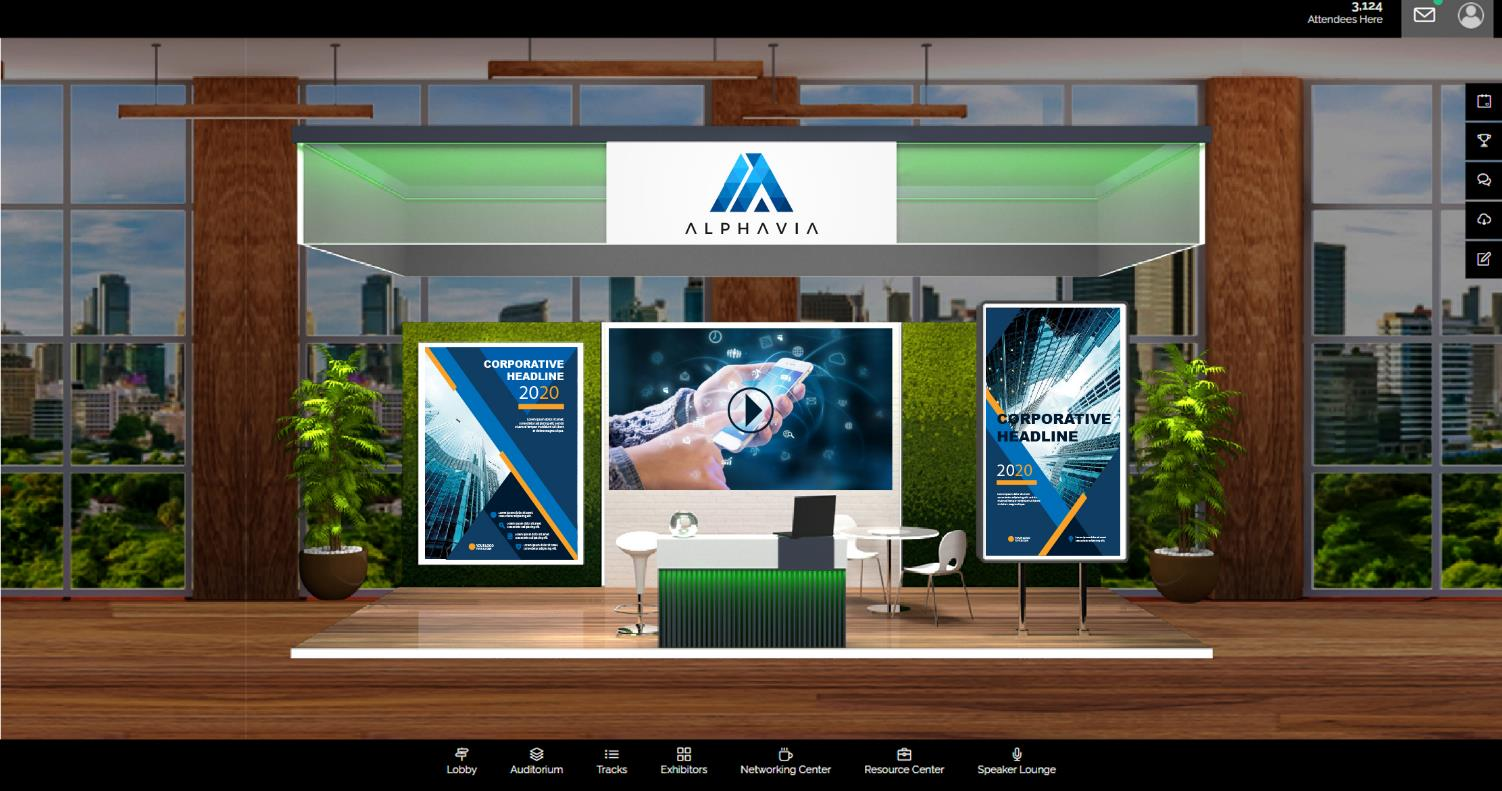 3,124
Attendees Here
ALPHAVIA
CORPORATIVE
HEADLINE
2020
CORPORATIVE
HEADLINE
2020
Lobby
Auditorium
Tracks
Exhibitors
Networking Center
Resource Center
Speaker Lounge